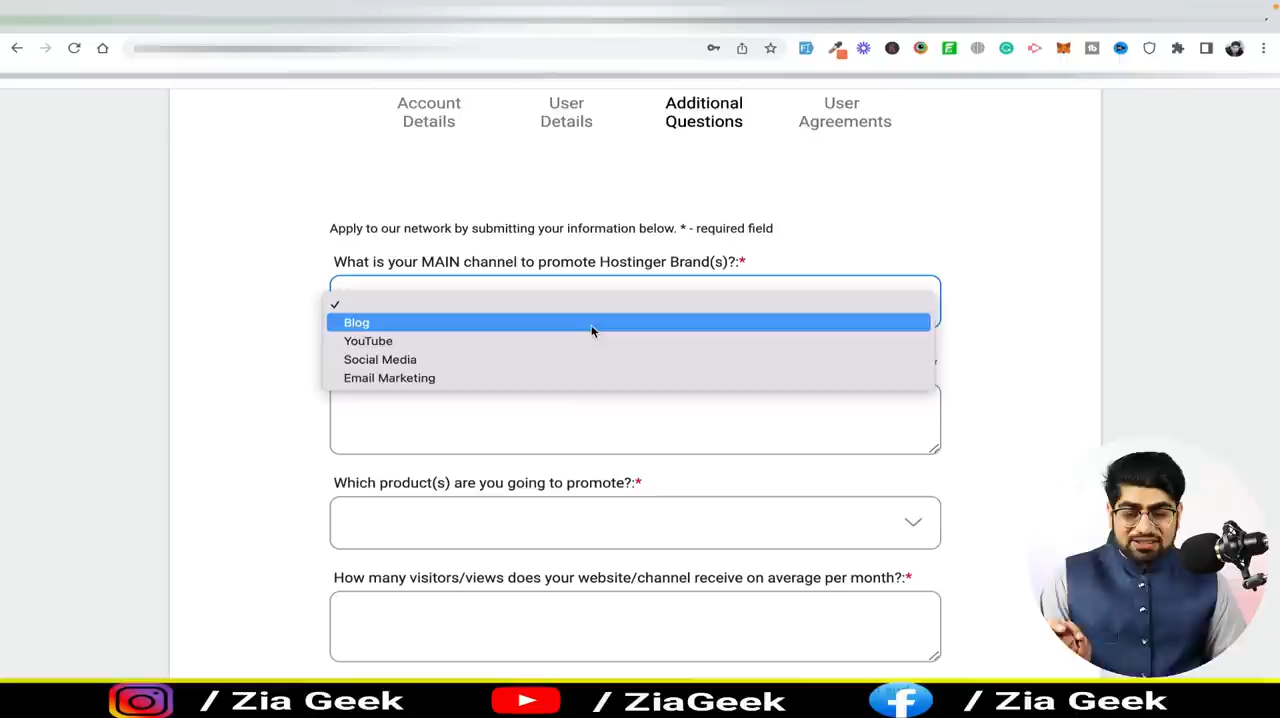 Account
Details
User
Details
Additional
Questions
User
Agreements
Apply to our network by submitting your information below. * - required field
What is your MAIN channel to promote Hostinger Brand(s)?:*
✓
Blog
YouTube
Social Media
Email Marketing
Which product(s) are you going to promote?:*
How many visitors/views does your website/channel receive on average per month?:*
/ Zia Geek
/ ZiaGeek
/ Zia Geek